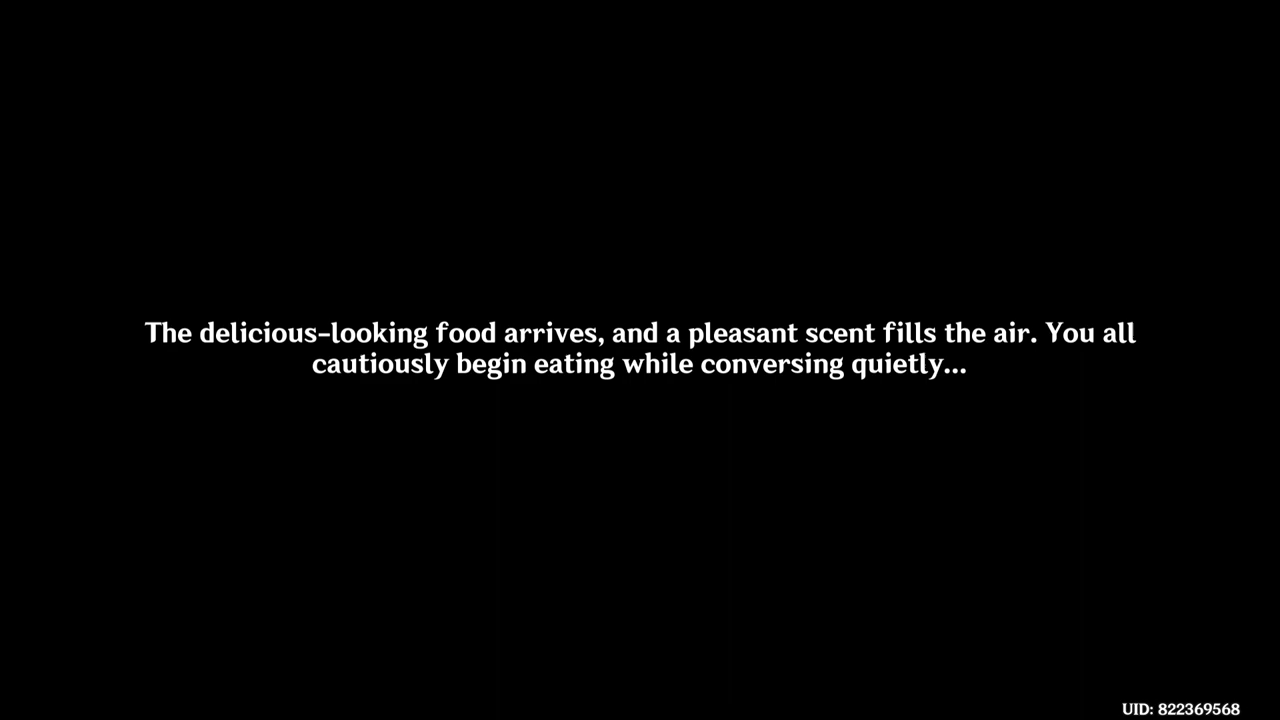 The delicious-looking food arrives, and a pleasant scent fills the air. You all
cautiously begin eating while conversing quietly...
UID: 822369568